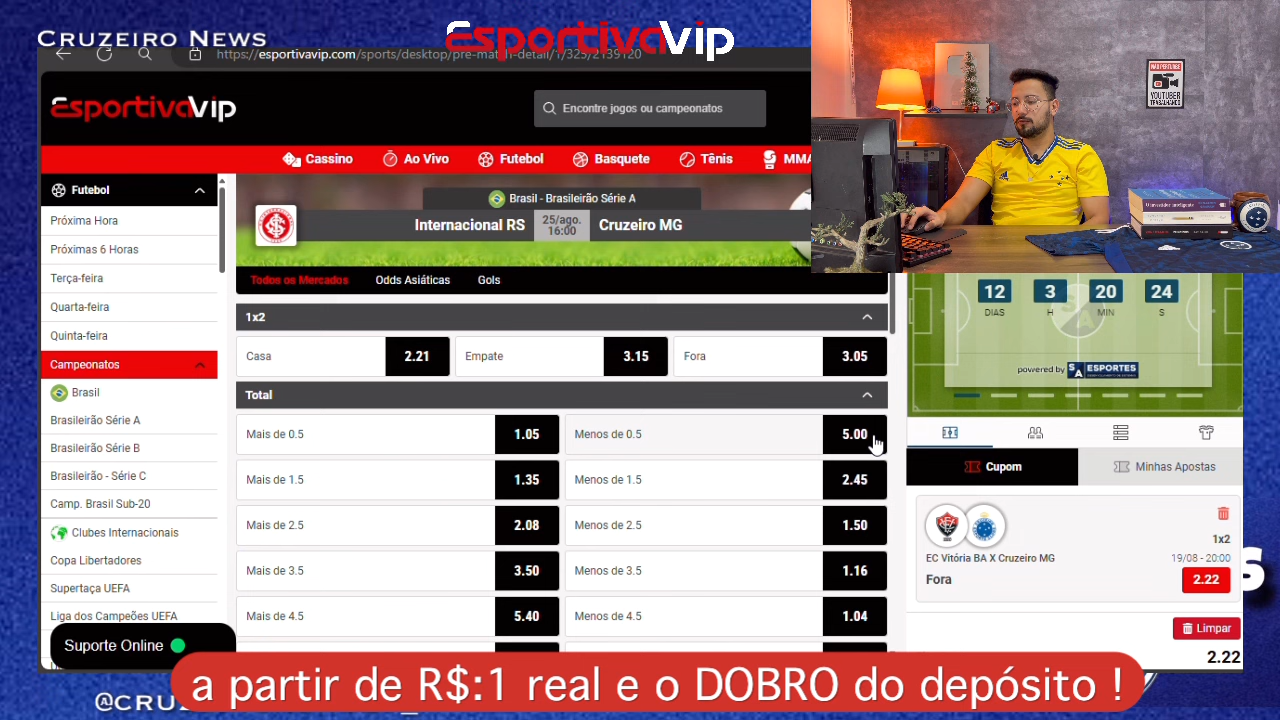 CRUZEIRO NEWS
EsportivaVip
https://esportivavip.com/sports/desktop/pre-match-detail/1/325/2139120
EsportivaVip
Encontre jogos ou campeonatos
NÃO PERTURBE
YOUTUBER
TRABALHANDO
Cassino
Ao Vivo
Futebol
Basquete
Tênis
MMA
Futebol
Próxima Hora
Próximas 6 Horas
Terça-feira
Quarta-feira
Quinta-feira
Campeonatos
Brasil
Brasileirão Série A
Brasileirão Série B
Brasileirão - Série C
Camp. Brasil Sub-20
Clubes Internacionais
Copa Libertadores
Supertaça UEFA
Liga dos Campeões UEFA
Suporte Online
Brasil - Brasileirão Série A
Internacional RS
25/ago.
16:00
Cruzeiro MG
Todos os Mercados
Odds Asiáticas
Gols
1x2
Casa 2.21
Empate 3.15
Fora 3.05
Total
Mais de 0.5 1.05
Menos de 0.5 5.00
Mais de 1.5 1.35
Menos de 1.5 2.45
Mais de 2.5 2.08
Menos de 2.5 1.50
Mais de 3.5 3.50
Menos de 3.5 1.16
Mais de 4.5 5.40
Menos de 4.5 1.04
12 3 20 24
DIAS H MIN S
powered by SA ESPORTES
Cupom
Minhas Apostas
1x2
EC Vitória BA X Cruzeiro MG
19/08 - 20:00
Fora
2.22
Limpar
2.22
@CRUZ
a partir de R$:1 real e o DOBRO do depósito !